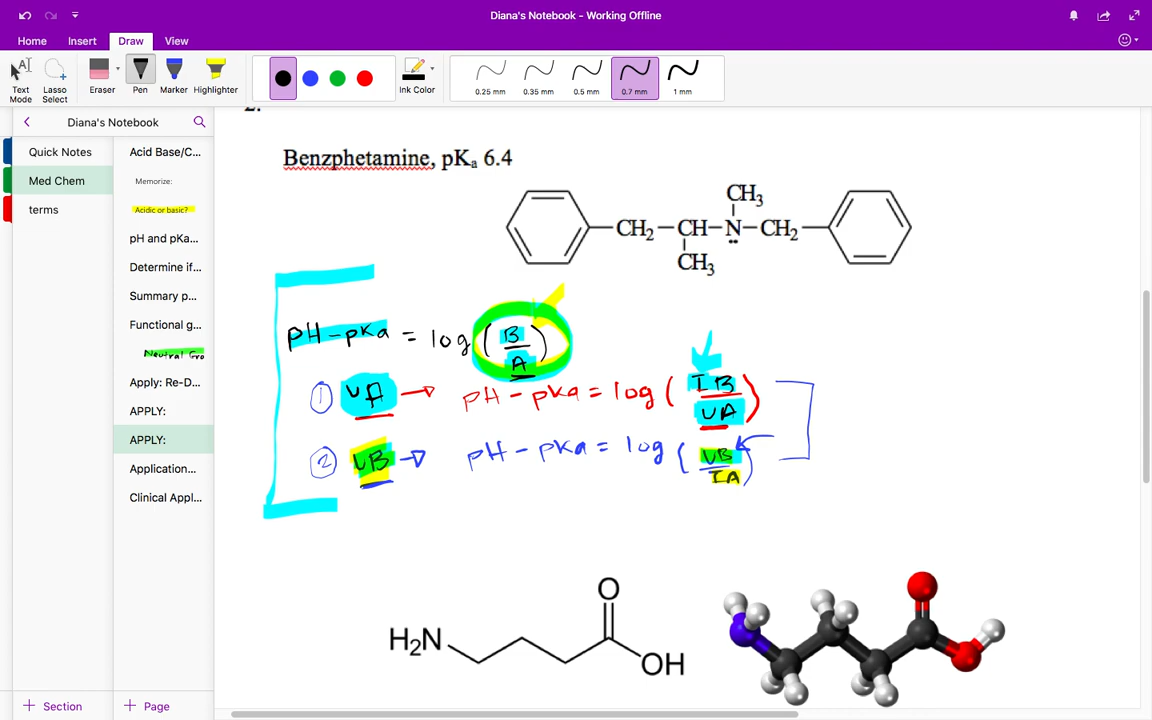 Diana's Notebook - Working Offline
Home Insert Draw View
Text Mode
Lasso Select
Eraser
Pen
Marker
Highlighter
Ink Color
0.25 mm 0.35 mm 0.5 mm 0.7 mm 1 mm
Diana's Notebook
Quick Notes
Med Chem
terms
Acid Base/C...
Memorize:
Acidic or basic?
pH and pKa...
Determine if...
Summary p...
Functional g...
Neutral Gro
Apply: Re-D...
APPLY:
APPLY:
Application...
Clinical Appl...
+ Section
+ Page
Benzphetamine, pKₐ 6.4
CH₃
CH₂—CH—N—CH₂
CH₃
pH - pKa = log (B/A)
① UA → pH - pKa = log (IB/UA)
② UB → pH - pKa = log (UB/IA)
O
H₂N
OH